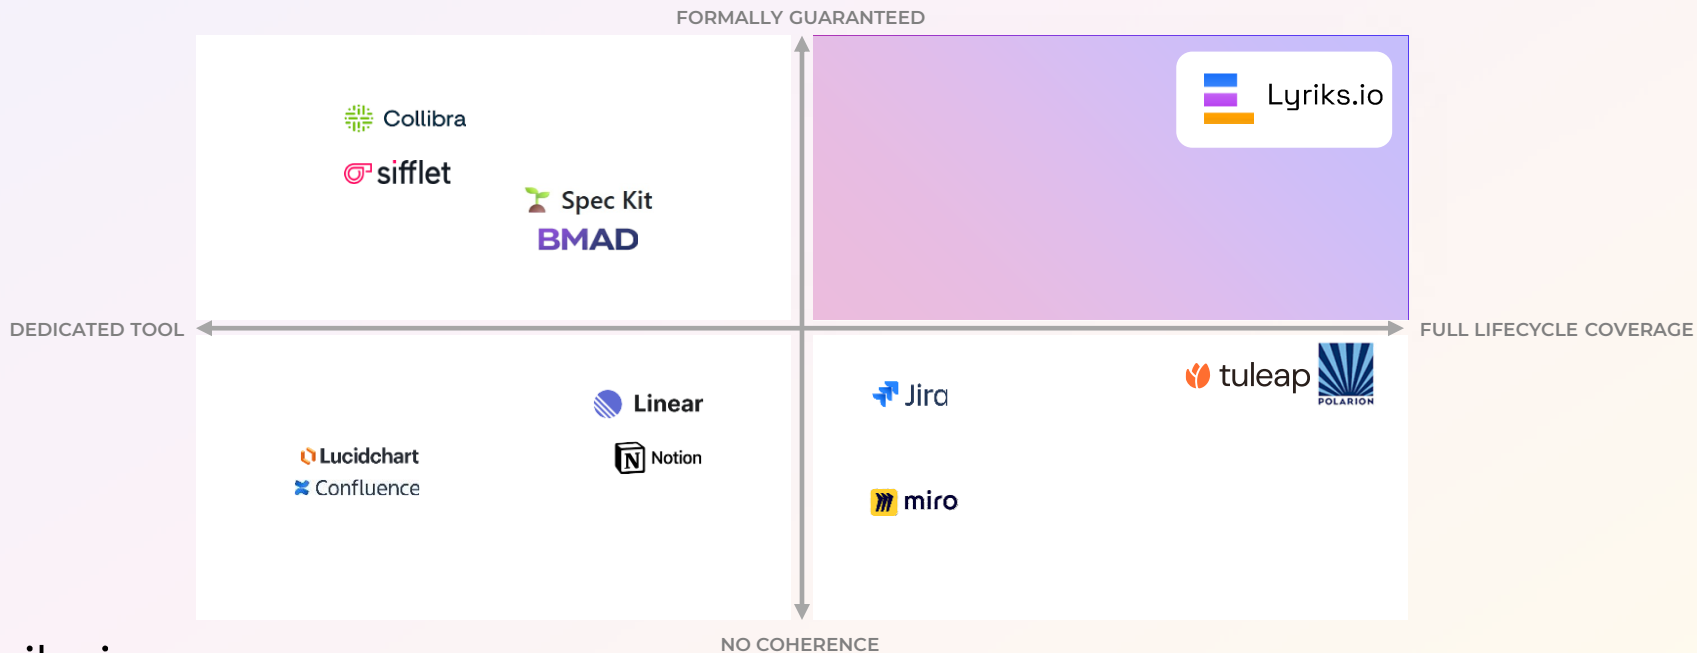 FORMALLY GUARANTEED
Collibra
sifflet
Spec Kit
BMAD
Lyriks.io
DEDICATED TOOL
FULL LIFECYCLE COVERAGE
Linear
Lucidchart
Notion
Confluence
Jira
tuleap
POLARION
miro
NO COHERENCE